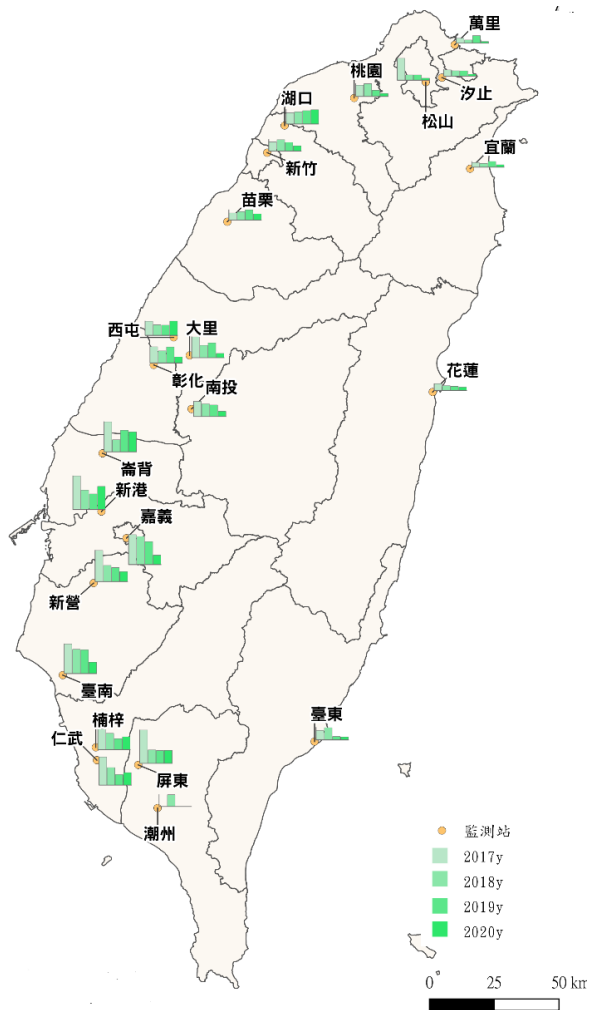 萬里
桃園
汐止
湖口
松山
宜蘭
新竹
苗栗
西屯
大里
彰化
南投
花蓮
崙背
新港
嘉義
新營
臺南
楠梓
仁武
臺東
屏東
潮州
監測站
2017y
2018y
2019y
2020y
0 25 50 km